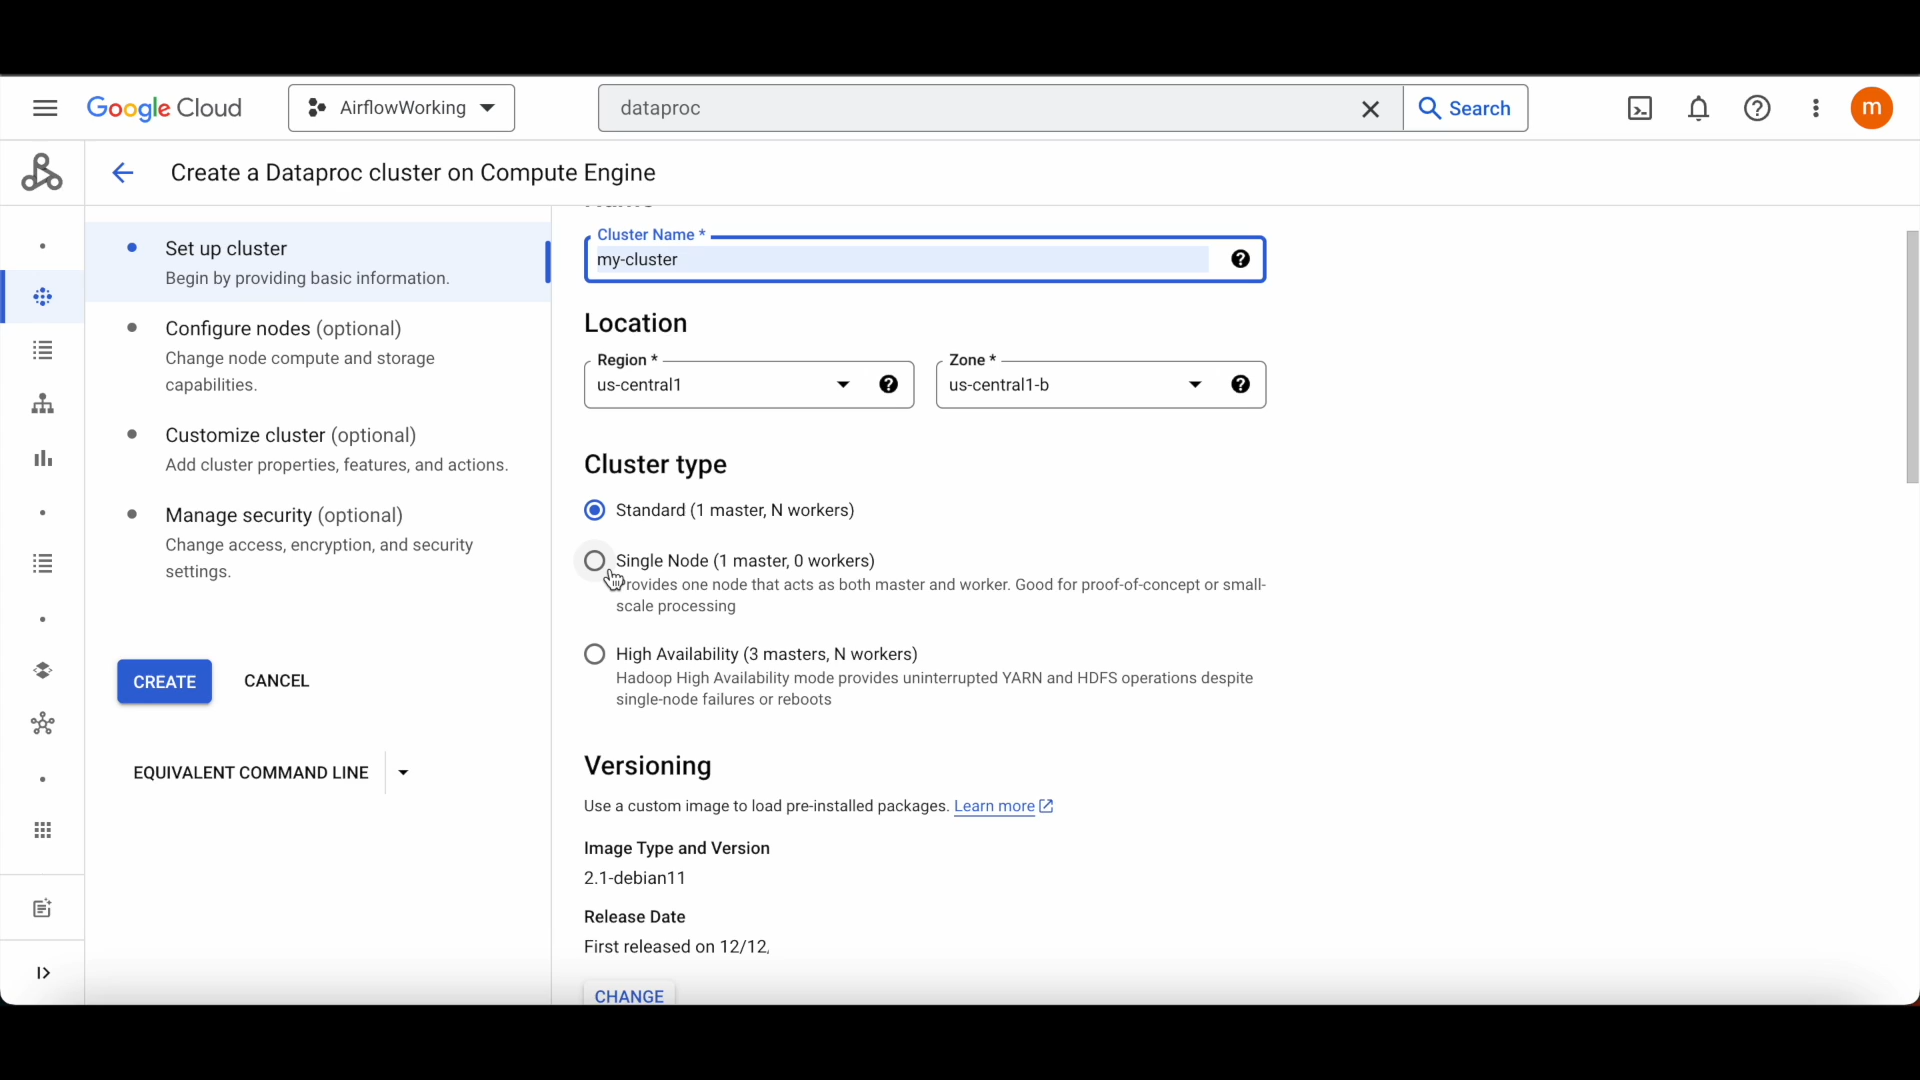 Google Cloud
AirflowWorking
dataproc
Search
m
Create a Dataproc cluster on Compute Engine
Set up cluster
Begin by providing basic information.
Configure nodes (optional)
Change node compute and storage
capabilities.
Customize cluster (optional)
Add cluster properties, features, and actions.
Manage security (optional)
Change access, encryption, and security
settings.
CREATE
CANCEL
EQUIVALENT COMMAND LINE
Cluster Name *
my-cluster
Location
Region *
us-central1
Zone *
us-central1-b
Cluster type
Standard (1 master, N workers)
Single Node (1 master, 0 workers)
Provides one node that acts as both master and worker. Good for proof-of-concept or small-
scale processing
High Availability (3 masters, N workers)
Hadoop High Availability mode provides uninterrupted YARN and HDFS operations despite
single-node failures or reboots
Versioning
Use a custom image to load pre-installed packages. Learn more
Image Type and Version
2.1-debian11
Release Date
First released on 12/12,
CHANGE